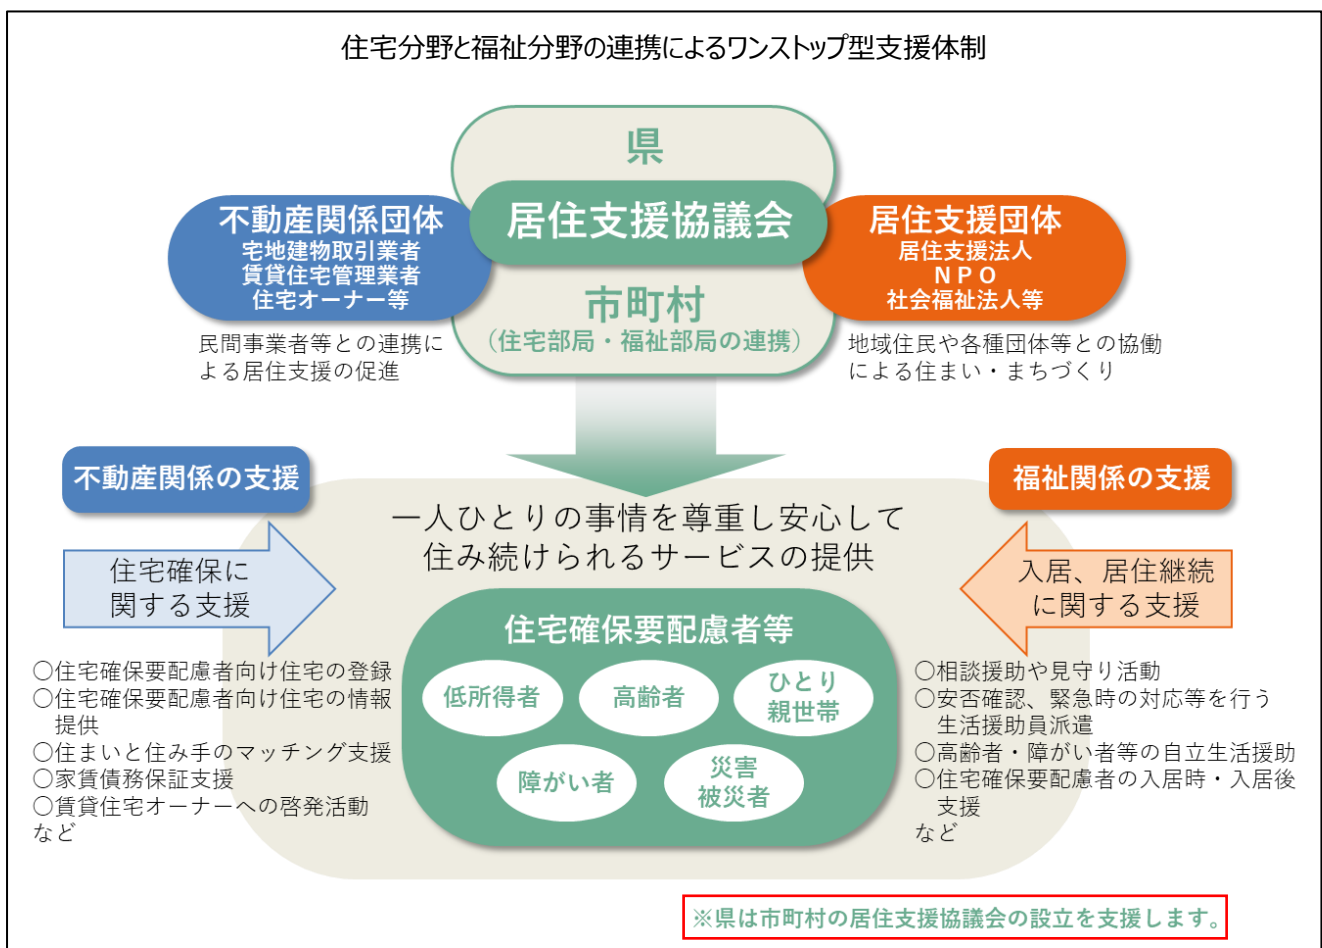 住宅分野と福祉分野の連携によるワンストップ型支援体制
県
居住支援協議会
市町村
（住宅部局・福祉部局の連携）
不動産関係団体
宅地建物取引業者
賃貸住宅管理業者
住宅オーナー等
民間事業者等との連携に
よる居住支援の促進
居住支援団体
居住支援法人
ＮＰＯ
社会福祉法人等
地域住民や各種団体等との協働
による住まい・まちづくり
不動産関係の支援
住宅確保に
関する支援
○住宅確保要配慮者向け住宅の登録
○住宅確保要配慮者向け住宅の情報
提供
○住まいと住み手のマッチング支援
○家賃債務保証支援
○賃貸住宅オーナーへの啓発活動
など
一人ひとりの事情を尊重し安心して
住み続けられるサービスの提供
住宅確保要配慮者等
低所得者
高齢者
ひとり
親世帯
障がい者
災害
被災者
福祉関係の支援
入居、居住継続
に関する支援
○相談援助や見守り活動
○安否確認、緊急時の対応等を行う
生活援助員派遣
○高齢者・障がい者等の自立生活援助
○住宅確保要配慮者の入居時・入居後
支援
など
※県は市町村の居住支援協議会の設立を支援します。